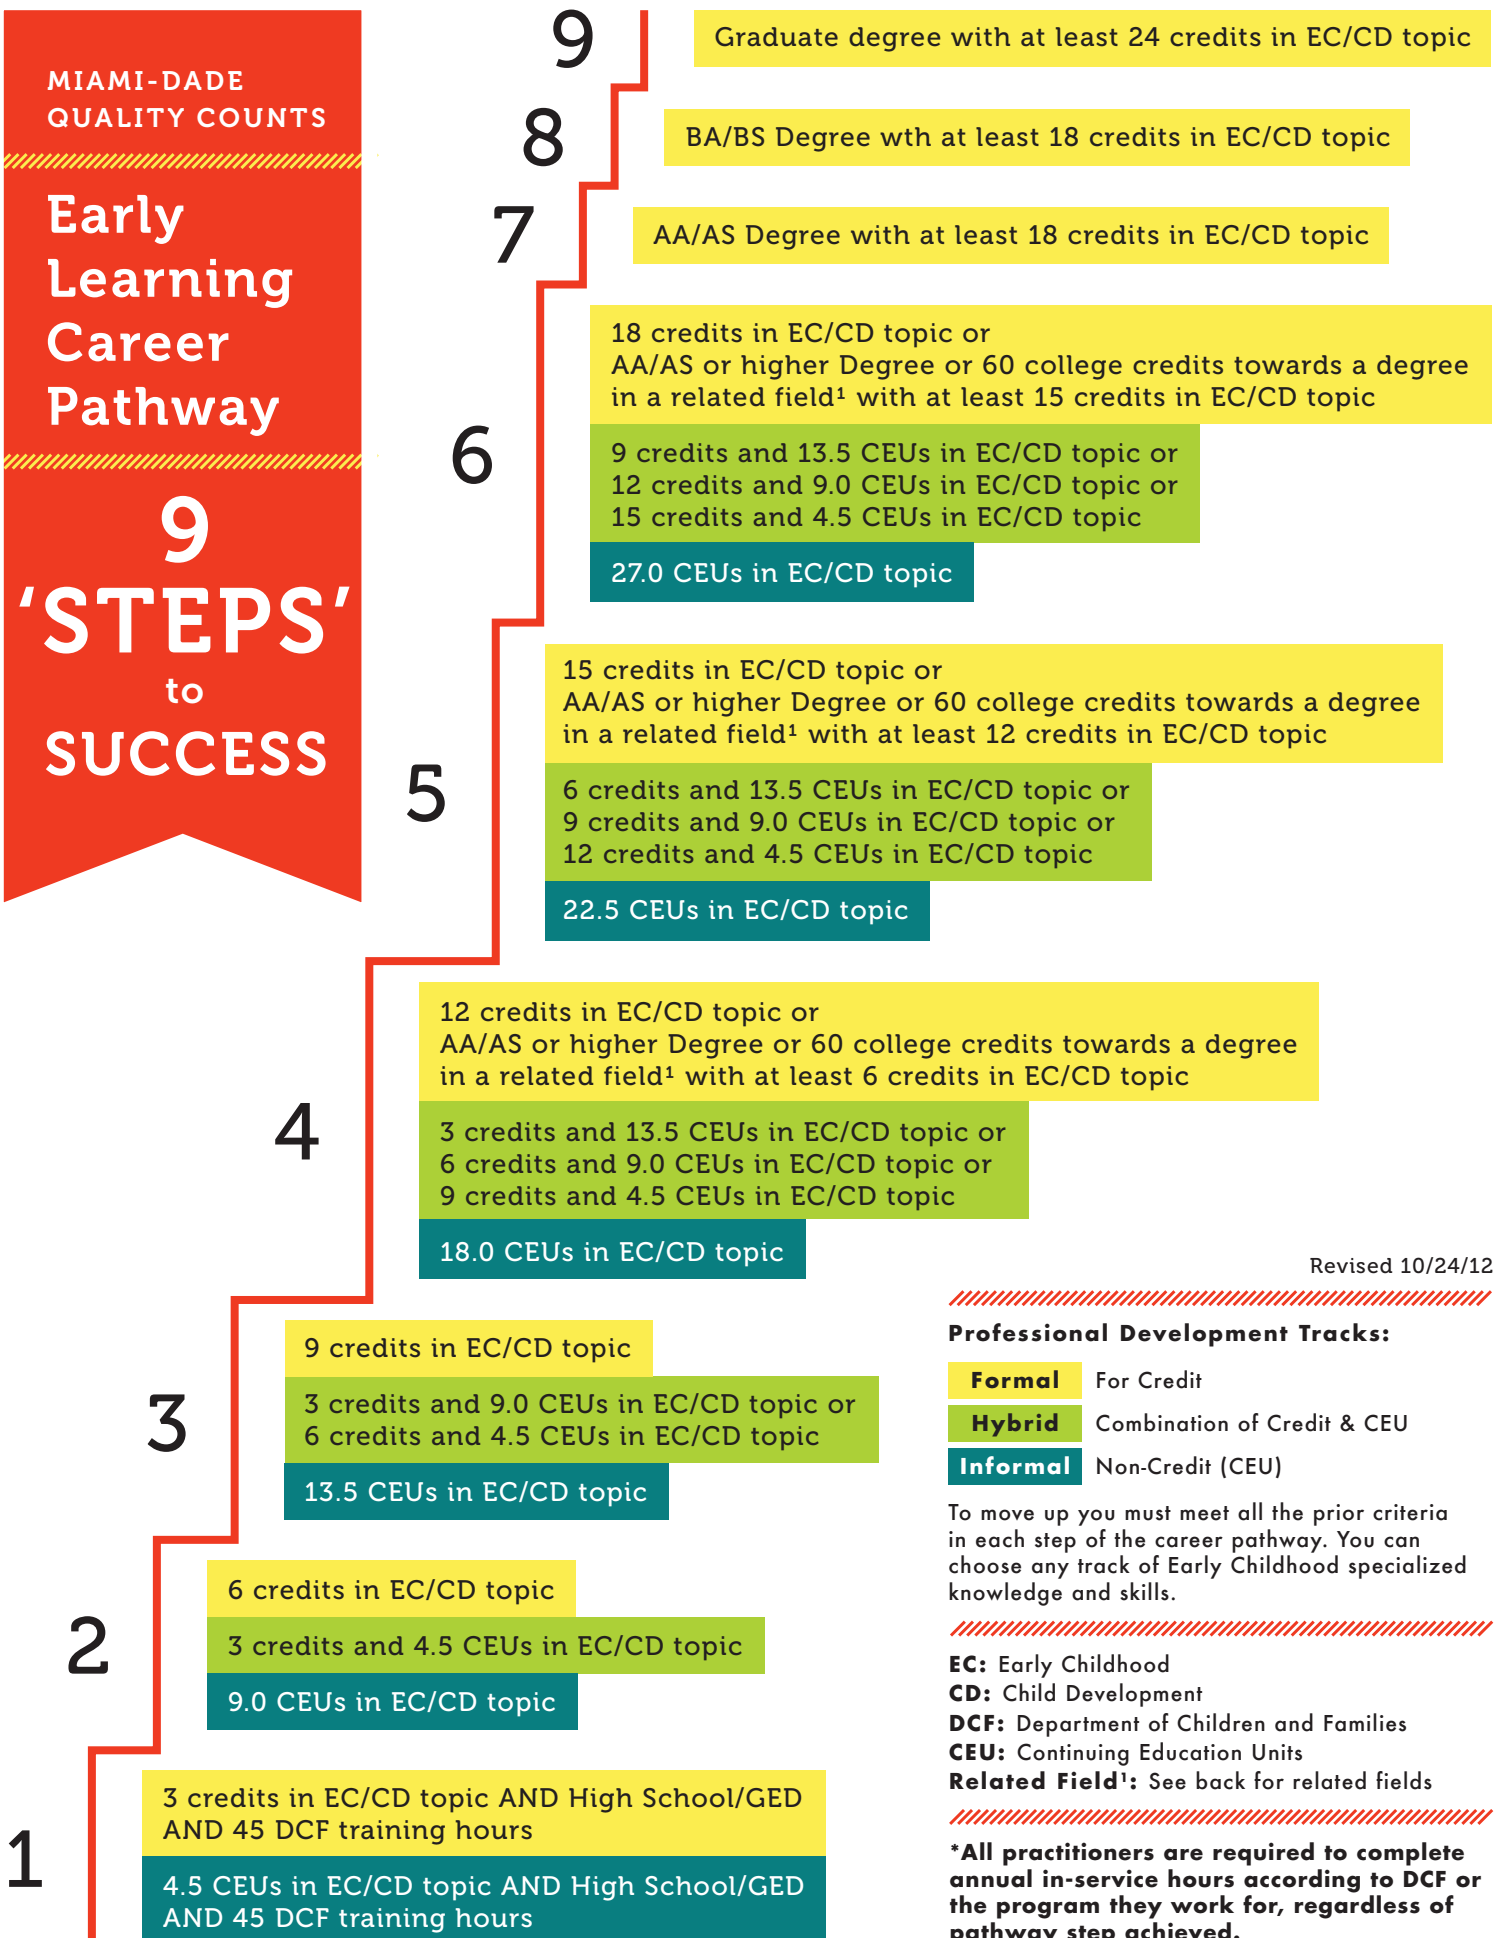 MIAMI-DADE
QUALITY COUNTS
Early
Learning
Career
Pathway
9
'STEPS'
to
SUCCESS
9
Graduate degree with at least 24 credits in EC/CD topic
8
BA/BS Degree wth at least 18 credits in EC/CD topic
7
AA/AS Degree with at least 18 credits in EC/CD topic
6
18 credits in EC/CD topic or
AA/AS or higher Degree or 60 college credits towards a degree
in a related field¹ with at least 15 credits in EC/CD topic
9 credits and 13.5 CEUs in EC/CD topic or
12 credits and 9.0 CEUs in EC/CD topic or
15 credits and 4.5 CEUs in EC/CD topic
27.0 CEUs in EC/CD topic
5
15 credits in EC/CD topic or
AA/AS or higher Degree or 60 college credits towards a degree
in a related field¹ with at least 12 credits in EC/CD topic
6 credits and 13.5 CEUs in EC/CD topic or
9 credits and 9.0 CEUs in EC/CD topic or
12 credits and 4.5 CEUs in EC/CD topic
22.5 CEUs in EC/CD topic
4
12 credits in EC/CD topic or
AA/AS or higher Degree or 60 college credits towards a degree
in a related field¹ with at least 6 credits in EC/CD topic
3 credits and 13.5 CEUs in EC/CD topic or
6 credits and 9.0 CEUs in EC/CD topic or
9 credits and 4.5 CEUs in EC/CD topic
18.0 CEUs in EC/CD topic
3
9 credits in EC/CD topic
3 credits and 9.0 CEUs in EC/CD topic or
6 credits and 4.5 CEUs in EC/CD topic
13.5 CEUs in EC/CD topic
2
6 credits in EC/CD topic
3 credits and 4.5 CEUs in EC/CD topic
9.0 CEUs in EC/CD topic
1
3 credits in EC/CD topic AND High School/GED
AND 45 DCF training hours
4.5 CEUs in EC/CD topic AND High School/GED
AND 45 DCF training hours
Revised 10/24/12
Professional Development Tracks:
Formal For Credit
Hybrid Combination of Credit & CEU
Informal Non-Credit (CEU)
To move up you must meet all the prior criteria
in each step of the career pathway. You can
choose any track of Early Childhood specialized
knowledge and skills.
EC: Early Childhood
CD: Child Development
DCF: Department of Children and Families
CEU: Continuing Education Units
Related Field¹: See back for related fields
*All practitioners are required to complete
annual in-service hours according to DCF or
the program they work for, regardless of
pathway step achieved.